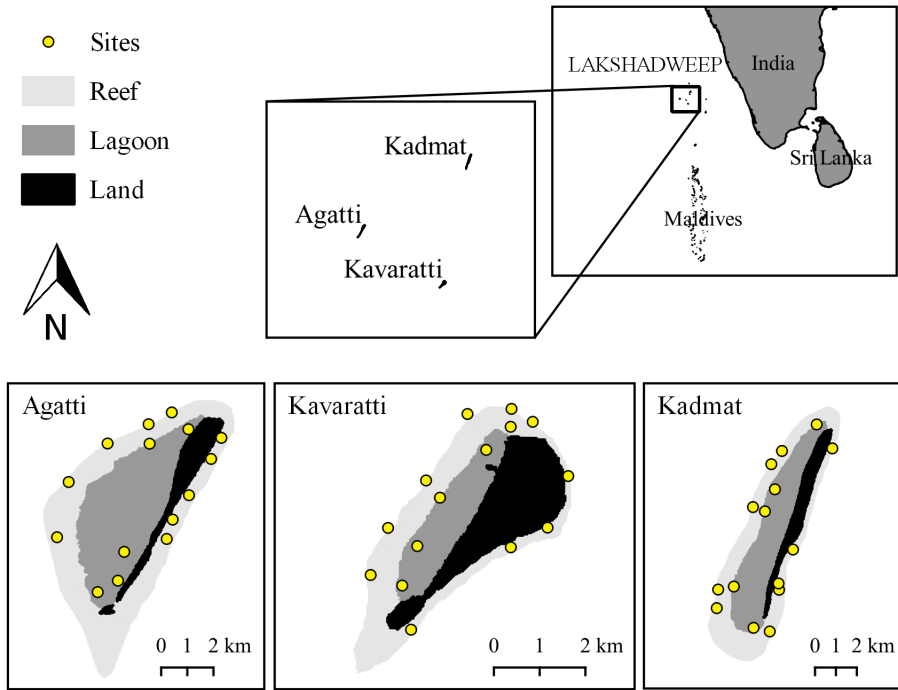 Sites
Reef
Lagoon
Land
N
LAKSHADWEEP
India
Sri Lanka
Maldives
Kadmat
Agatti
Kavaratti
Agatti
0 1 2 km
Kavaratti
0 1 2 km
Kadmat
0 1 2 km